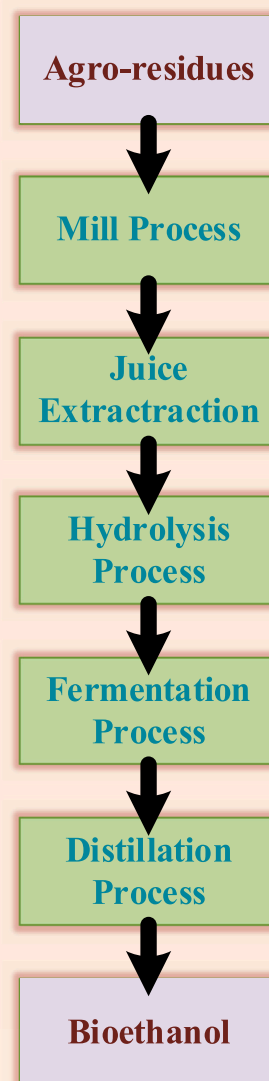 Agro-residues
Mill Process
Juice
Extractraction
Hydrolysis
Process
Fermentation
Process
Distillation
Process
Bioethanol